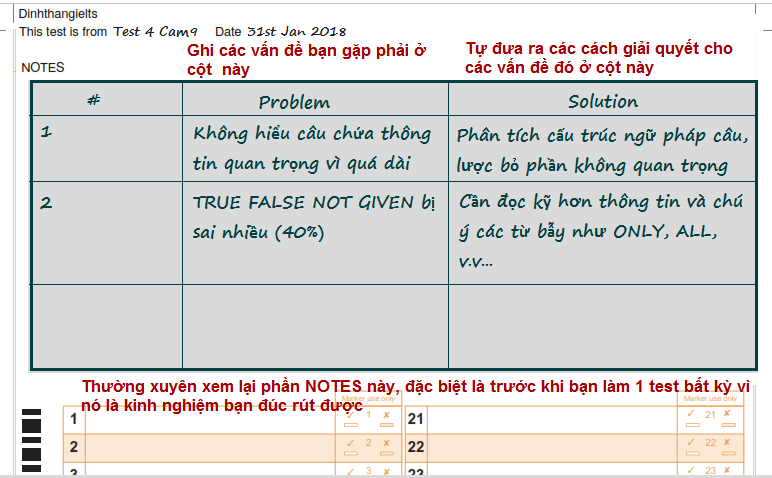 Dinhthangielts
This test is from Test 4 Cam9 Date 31st Jan 2018
Ghi các vấn đề bạn gặp phải ở
cột này
Tự đưa ra các cách giải quyết cho
các vấn đề đó ở cột này
NOTES
# Problem Solution
1 Không hiểu câu chứa thông
tin quan trọng vì quá dài
Phân tích cấu trúc ngữ pháp câu,
lược bỏ phần không quan trọng
2 TRUE FALSE NOT GIVEN bị
sai nhiều (40%)
Cần đọc kỹ hơn thông tin và chú
ý các từ bẫy như ONLY, ALL,
v.v...
Thường xuyên xem lại phần NOTES này, đặc biệt là trước khi bạn làm 1 test bất kỳ vì
nó là kinh nghiệm bạn đúc rút được
Marker use only Marker use only
1 ✓ 1 ✗ 21 ✓ 21 ✗
2 ✓ 2 ✗ 22 ✓ 22 ✗
3 ✓ 3 ✗ 23 ✓ 23 ✗